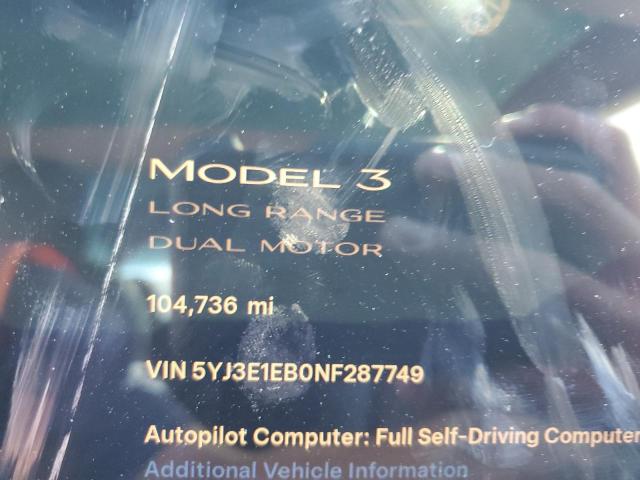 MODEL 3
LONG RANGE
DUAL MOTOR
104,736 mi
VIN 5YJ3E1EB0NF287749
Autopilot Computer: Full Self-Driving Computer
Additional Vehicle Information